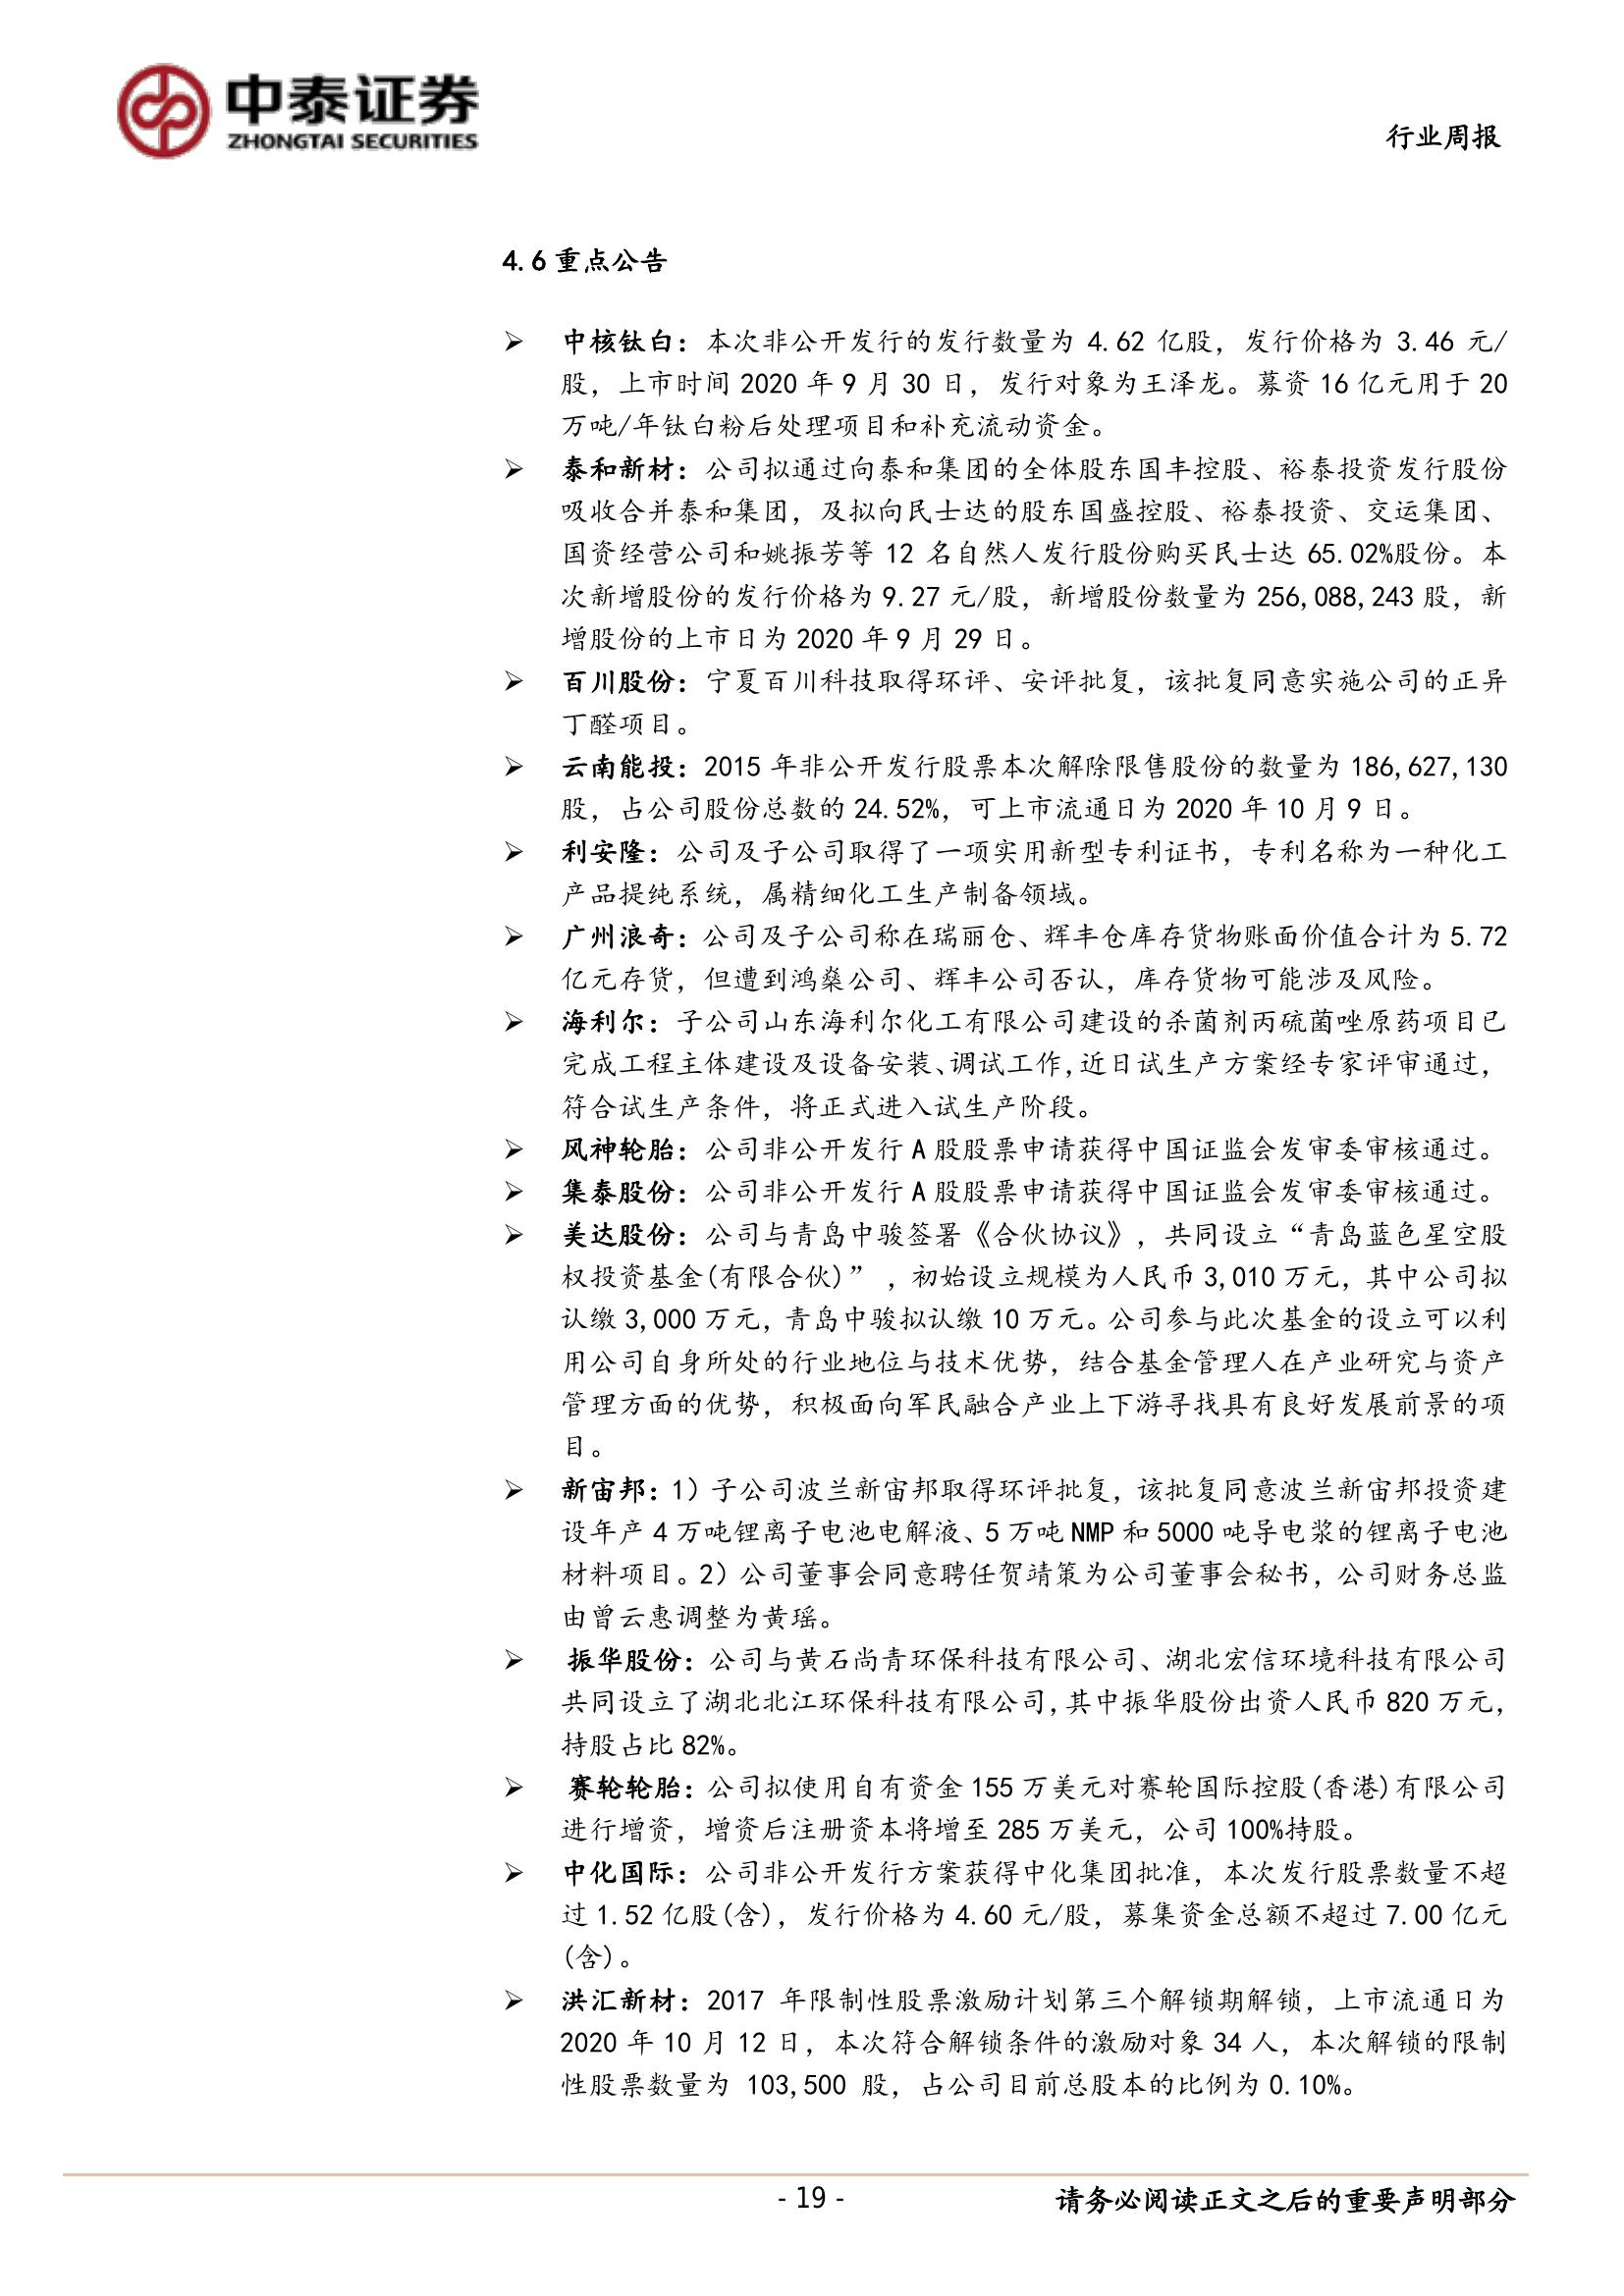 中泰证券
ZHONGTAI SECURITIES
行业周报
4.6 重点公告
➢ 中核钛白：本次非公开发行的发行数量为 4.62 亿股，发行价格为 3.46 元/
股，上市时间 2020 年 9 月 30 日，发行对象为王泽龙。募资 16 亿元用于 20
万吨/年钛白粉后处理项目和补充流动资金。
➢ 泰和新材：公司拟通过向泰和集团的全体股东国丰控股、裕泰投资发行股份
吸收合并泰和集团，及拟向民士达的股东国盛控股、裕泰投资、交运集团、
国资经营公司和姚振芳等 12 名自然人发行股份购买民士达 65.02%股份。本
次新增股份的发行价格为 9.27 元/股，新增股份数量为 256,088,243 股，新
增股份的上市日为 2020 年 9 月 29 日。
➢ 百川股份：宁夏百川科技取得环评、安评批复，该批复同意实施公司的正异
丁醛项目。
➢ 云南能投：2015 年非公开发行股票本次解除限售股份的数量为 186,627,130
股，占公司股份总数的 24.52%，可上市流通日为 2020 年 10 月 9 日。
➢ 利安隆：公司及子公司取得了一项实用新型专利证书，专利名称为一种化工
产品提纯系统，属精细化工生产制备领域。
➢ 广州浪奇：公司及子公司称在瑞丽仓、辉丰仓库存货物账面价值合计为 5.72
亿元存货，但遭到鸿燊公司、辉丰公司否认，库存货物可能涉及风险。
➢ 海利尔：子公司山东海利尔化工有限公司建设的杀菌剂丙硫菌唑原药项目已
完成工程主体建设及设备安装、调试工作,近日试生产方案经专家评审通过，
符合试生产条件，将正式进入试生产阶段。
➢ 风神轮胎：公司非公开发行 A 股股票申请获得中国证监会发审委审核通过。
➢ 集泰股份：公司非公开发行 A 股股票申请获得中国证监会发审委审核通过。
➢ 美达股份：公司与青岛中骏签署《合伙协议》，共同设立“青岛蓝色星空股
权投资基金(有限合伙)” ，初始设立规模为人民币 3,010 万元，其中公司拟
认缴 3,000 万元，青岛中骏拟认缴 10 万元。公司参与此次基金的设立可以利
用公司自身所处的行业地位与技术优势，结合基金管理人在产业研究与资产
管理方面的优势，积极面向军民融合产业上下游寻找具有良好发展前景的项
目。
➢ 新宙邦：1）子公司波兰新宙邦取得环评批复，该批复同意波兰新宙邦投资建
设年产 4 万吨锂离子电池电解液、5 万吨 NMP 和 5000 吨导电浆的锂离子电池
材料项目。2）公司董事会同意聘任贺靖策为公司董事会秘书，公司财务总监
由曾云惠调整为黄瑶。
➢ 振华股份：公司与黄石尚青环保科技有限公司、湖北宏信环境科技有限公司
共同设立了湖北北江环保科技有限公司,其中振华股份出资人民币 820 万元，
持股占比 82%。
➢ 赛轮轮胎：公司拟使用自有资金 155 万美元对赛轮国际控股(香港)有限公司
进行增资，增资后注册资本将增至 285 万美元，公司 100%持股。
➢ 中化国际：公司非公开发行方案获得中化集团批准，本次发行股票数量不超
过 1.52 亿股(含)，发行价格为 4.60 元/股，募集资金总额不超过 7.00 亿元
(含)。
➢ 洪汇新材：2017 年限制性股票激励计划第三个解锁期解锁，上市流通日为
2020 年 10 月 12 日，本次符合解锁条件的激励对象 34 人，本次解锁的限制
性股票数量为 103,500 股，占公司目前总股本的比例为 0.10%。
- 19 -
请务必阅读正文之后的重要声明部分